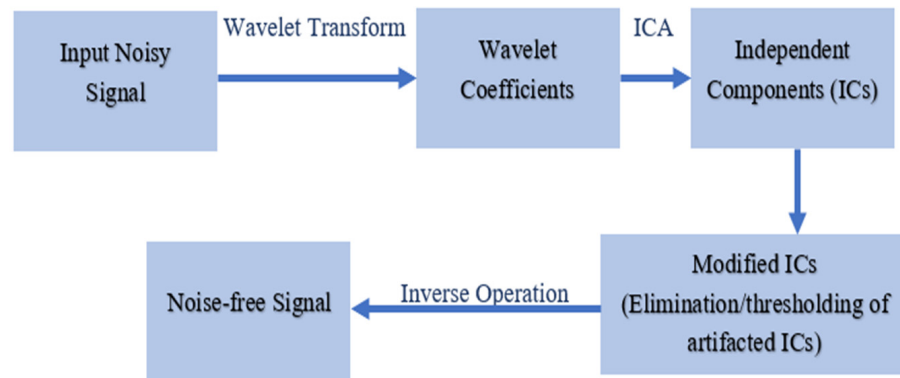 Input Noisy
Signal
Wavelet Transform
Wavelet
Coefficients
ICA
Independent
Components (ICs)
Modified ICs
(Elimination/thresholding of
artifacted ICs)
Inverse Operation
Noise-free Signal